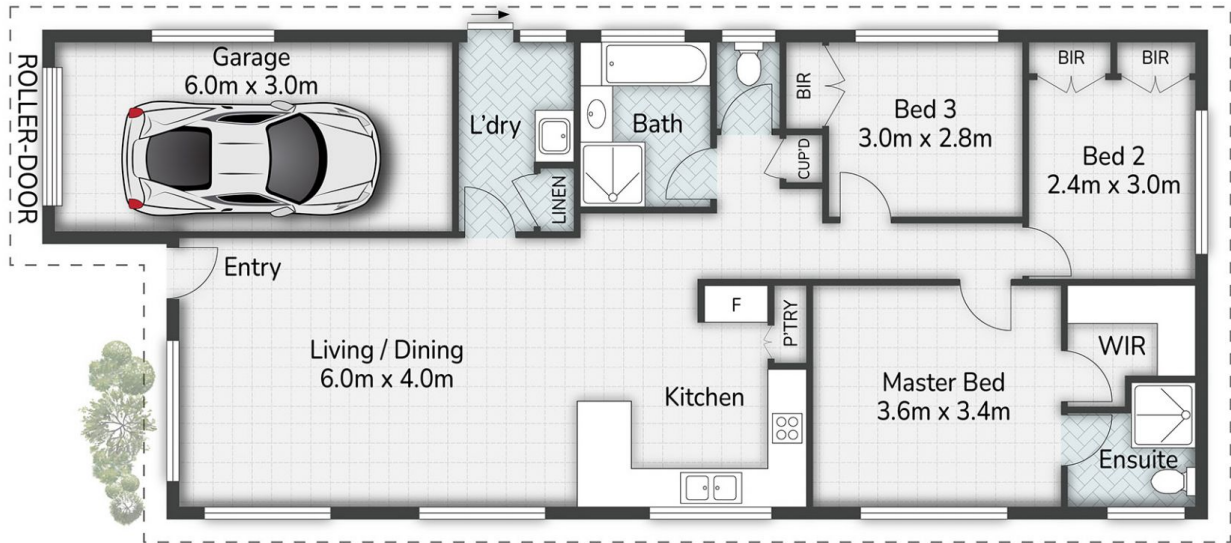 ROLLER-DOOR
Garage
6.0m x 3.0m
L'dry
LINEN
Bath
CUP'D
BIR
Bed 3
3.0m x 2.8m
BIR
BIR
Bed 2
2.4m x 3.0m
Entry
Living / Dining
6.0m x 4.0m
F
P'TRY
Kitchen
Master Bed
3.6m x 3.4m
WIR
Ensuite